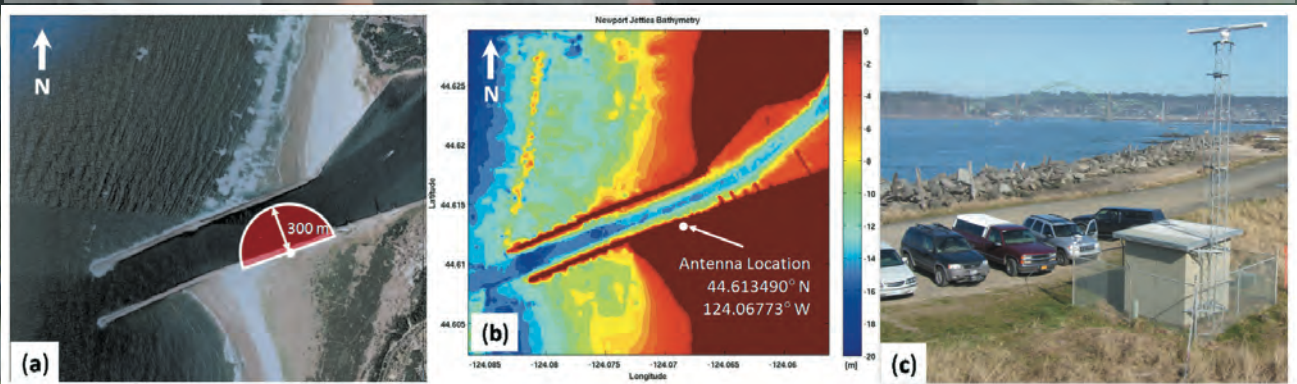 N
300 m
(a)
Newport Jetties Bathymetry
N
44.625
44.62
44.615
44.61
44.605
Latitude
-124.085
-124.08
-124.075
-124.07
-124.065
-124.06
Longitude
Antenna Location
44.613490° N
124.06773° W
(b)
0
-2
-4
-6
-8
-10
-12
-14
-16
-18
-20
[m]
(c)